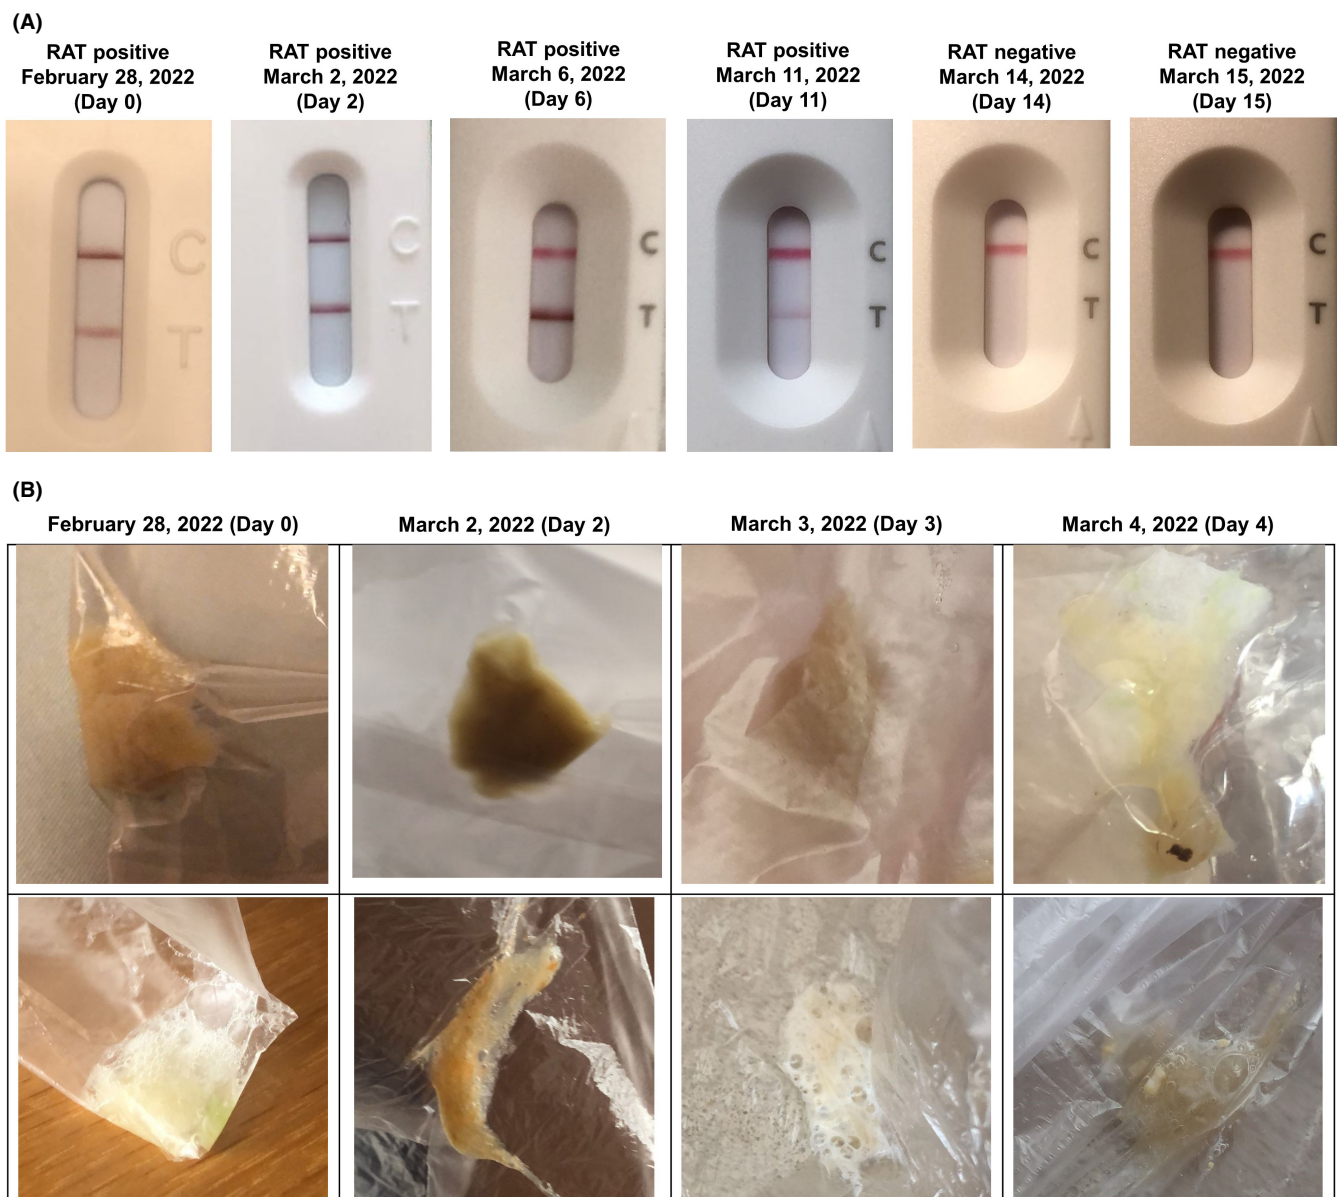 (A)
RAT positive
February 28, 2022
(Day 0)
RAT positive
March 2, 2022
(Day 2)
RAT positive
March 6, 2022
(Day 6)
RAT positive
March 11, 2022
(Day 11)
RAT negative
March 14, 2022
(Day 14)
RAT negative
March 15, 2022
(Day 15)
C
T
C
T
C
T
C
T
C
T
C
T
(B)
February 28, 2022 (Day 0)
March 2, 2022 (Day 2)
March 3, 2022 (Day 3)
March 4, 2022 (Day 4)